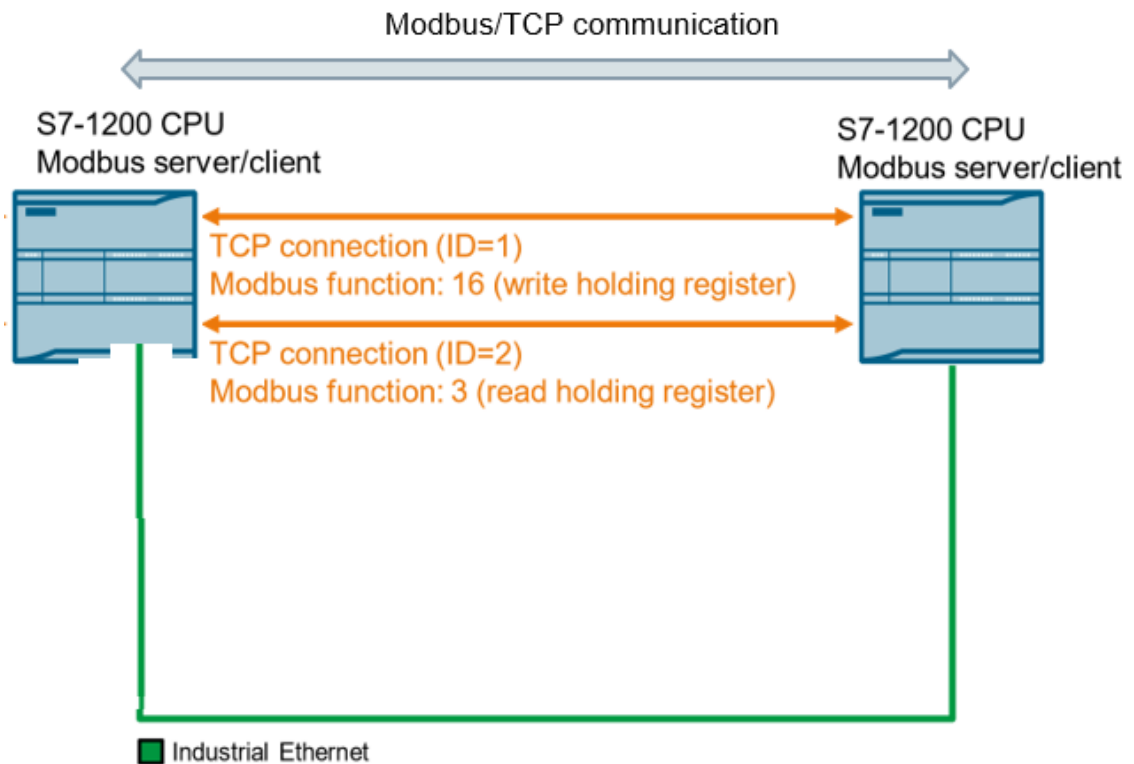 Modbus/TCP communication
S7-1200 CPU
Modbus server/client
S7-1200 CPU
Modbus server/client
TCP connection (ID=1)
Modbus function: 16 (write holding register)
TCP connection (ID=2)
Modbus function: 3 (read holding register)
Industrial Ethernet